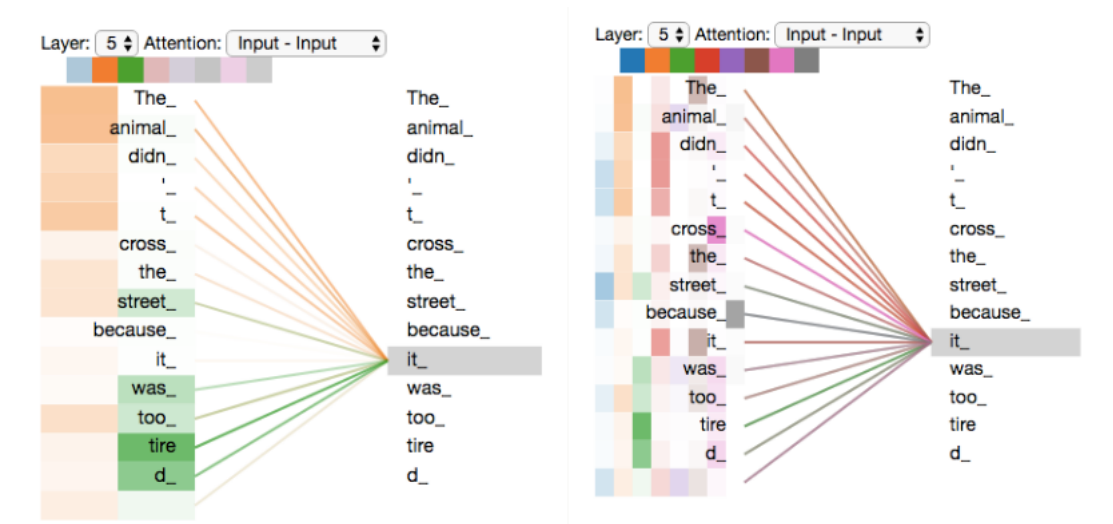 Layer: 5 Attention: Input - Input
The_ The_
animal_ animal_
didn_ didn_
'_ '_
t_ t_
cross_ cross_
the_ the_
street_ street_
because_ because_
it_ it_
was_ was_
too_ too_
tire tire
d_ d_
Layer: 5 Attention: Input - Input
The_ The_
animal_ animal_
didn_ didn_
'_ '_
t_ t_
cross_ cross_
the_ the_
street_ street_
because_ because_
it_ it_
was_ was_
too_ too_
tire tire
d_ d_